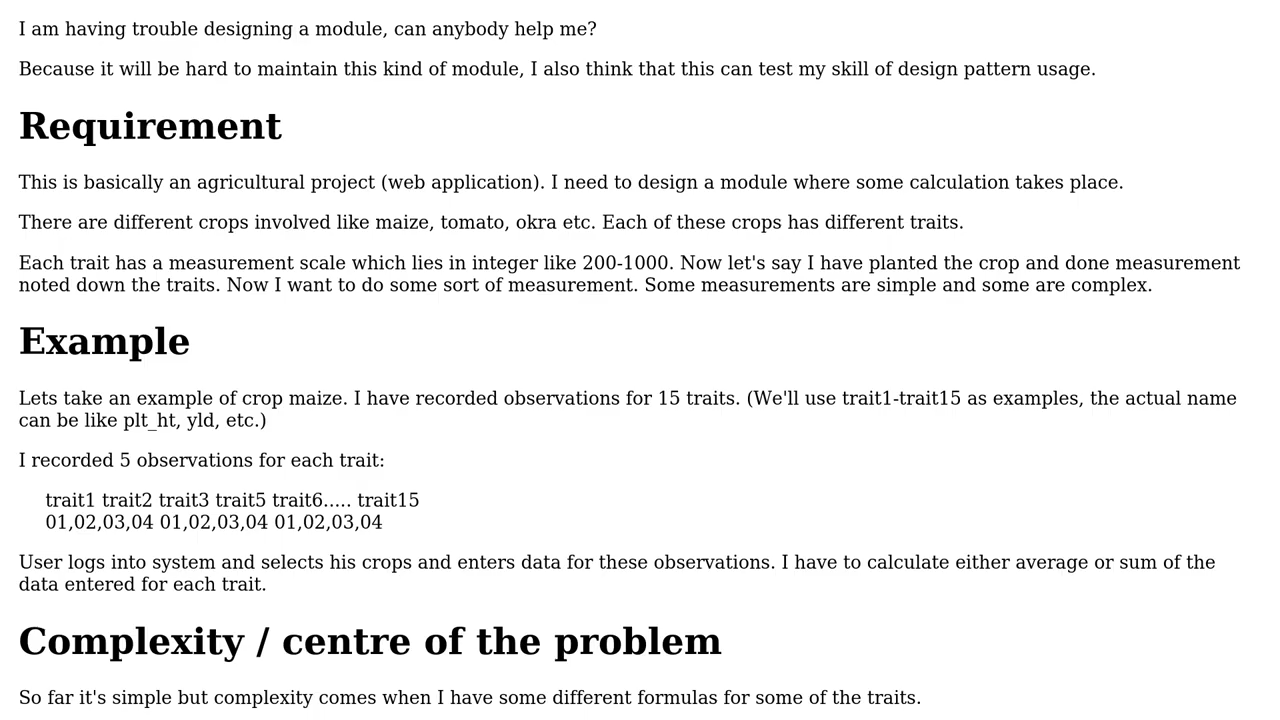 I am having trouble designing a module, can anybody help me?
Because it will be hard to maintain this kind of module, I also think that this can test my skill of design pattern usage.
Requirement
This is basically an agricultural project (web application). I need to design a module where some calculation takes place.
There are different crops involved like maize, tomato, okra etc. Each of these crops has different traits.
Each trait has a measurement scale which lies in integer like 200-1000. Now let's say I have planted the crop and done measurement
noted down the traits. Now I want to do some sort of measurement. Some measurements are simple and some are complex.
Example
Lets take an example of crop maize. I have recorded observations for 15 traits. (We'll use trait1-trait15 as examples, the actual name
can be like plt_ht, yld, etc.)
I recorded 5 observations for each trait:
trait1 trait2 trait3 trait5 trait6..... trait15
01,02,03,04 01,02,03,04 01,02,03,04
User logs into system and selects his crops and enters data for these observations. I have to calculate either average or sum of the
data entered for each trait.
Complexity / centre of the problem
So far it's simple but complexity comes when I have some different formulas for some of the traits.